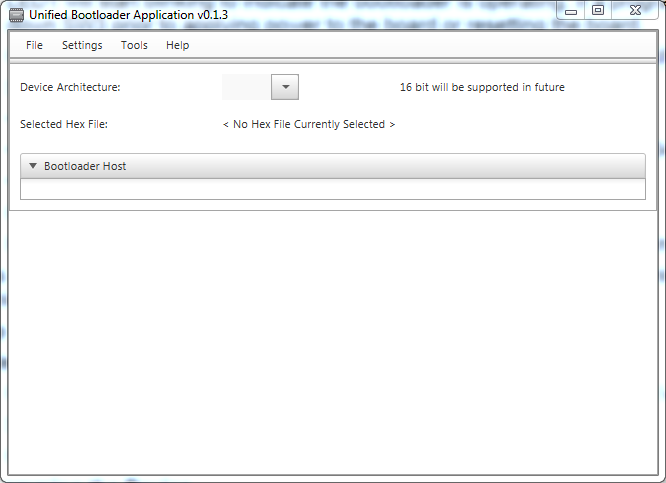 Unified Bootloader Application v0.1.3
File Settings Tools Help
Device Architecture: 16 bit will be supported in future
Selected Hex File: < No Hex File Currently Selected >
Bootloader Host